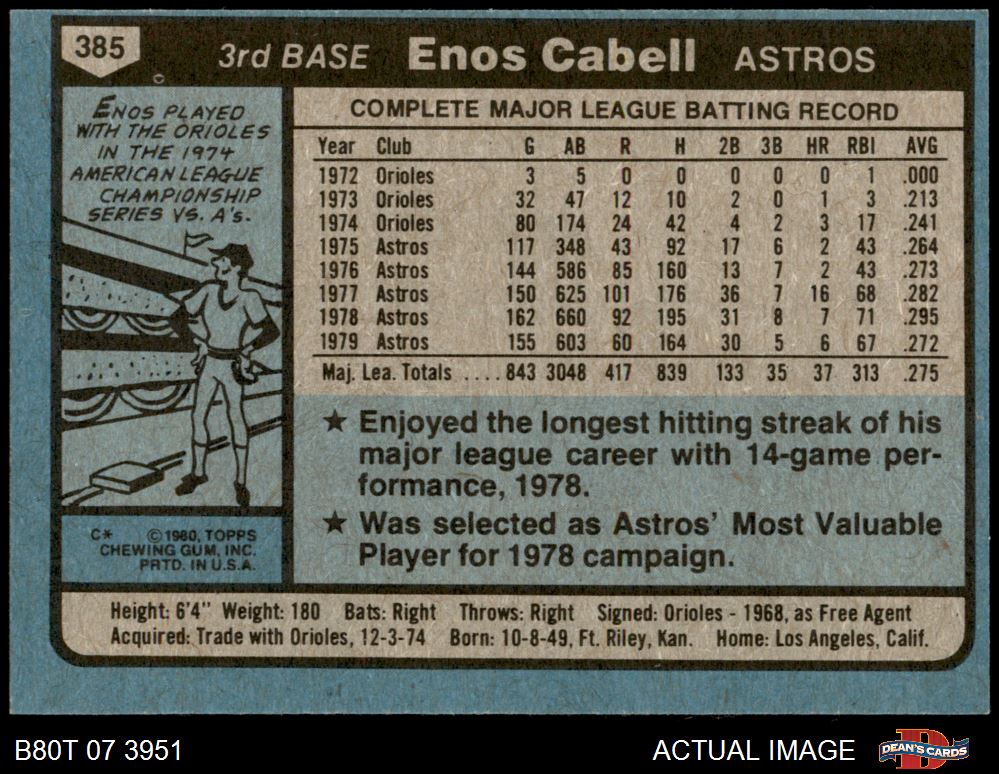 385
3rd BASE Enos Cabell ASTROS
ENOS PLAYED
WITH THE ORIOLES
IN THE 1974
AMERICAN LEAGUE
CHAMPIONSHIP
SERIES VS. A's.
COMPLETE MAJOR LEAGUE BATTING RECORD
Year Club G AB R H 2B 3B HR RBI AVG
1972 Orioles 3 5 0 0 0 0 0 1 .000
1973 Orioles 32 47 12 10 2 0 1 3 .213
1974 Orioles 80 174 24 42 4 2 3 17 .241
1975 Astros 117 348 43 92 17 6 2 43 .264
1976 Astros 144 586 85 160 13 7 2 43 .273
1977 Astros 150 625 101 176 36 7 16 68 .282
1978 Astros 162 660 92 195 31 8 7 71 .295
1979 Astros 155 603 60 164 30 5 6 67 .272
Maj. Lea. Totals ....843 3048 417 839 133 35 37 313 .275
★ Enjoyed the longest hitting streak of his
major league career with 14-game per-
formance, 1978.
★ Was selected as Astros' Most Valuable
Player for 1978 campaign.
C* ©1980, TOPPS
CHEWING GUM, INC.
PRTD. IN U.S.A.
Height: 6'4" Weight: 180 Bats: Right Throws: Right Signed: Orioles - 1968, as Free Agent
Acquired: Trade with Orioles, 12-3-74 Born: 10-8-49, Ft. Riley, Kan. Home: Los Angeles, Calif.
B80T 07 3951 ACTUAL IMAGE DEAN'S CARDS